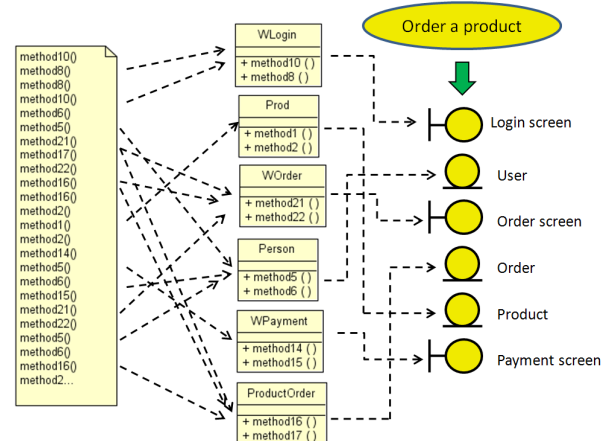 method10()
method8()
method8()
method10()
method6()
method5()
method21()
method17()
method22()
method16()
method16()
method2()
method1()
method2()
method14()
method5()
method6()
method15()
method21()
method22()
method5()
method6()
method16()
method2...
WLogin
+ method10 ( )
+ method8 ( )
Prod
+ method1 ( )
+ method2 ( )
WOrder
+ method21 ( )
+ method22 ( )
Person
+ method5 ( )
+ method6 ( )
WPayment
+ method14 ( )
+ method15 ( )
ProductOrder
+ method16 ( )
+ method17 ( )
Order a product
Login screen
User
Order screen
Order
Product
Payment screen